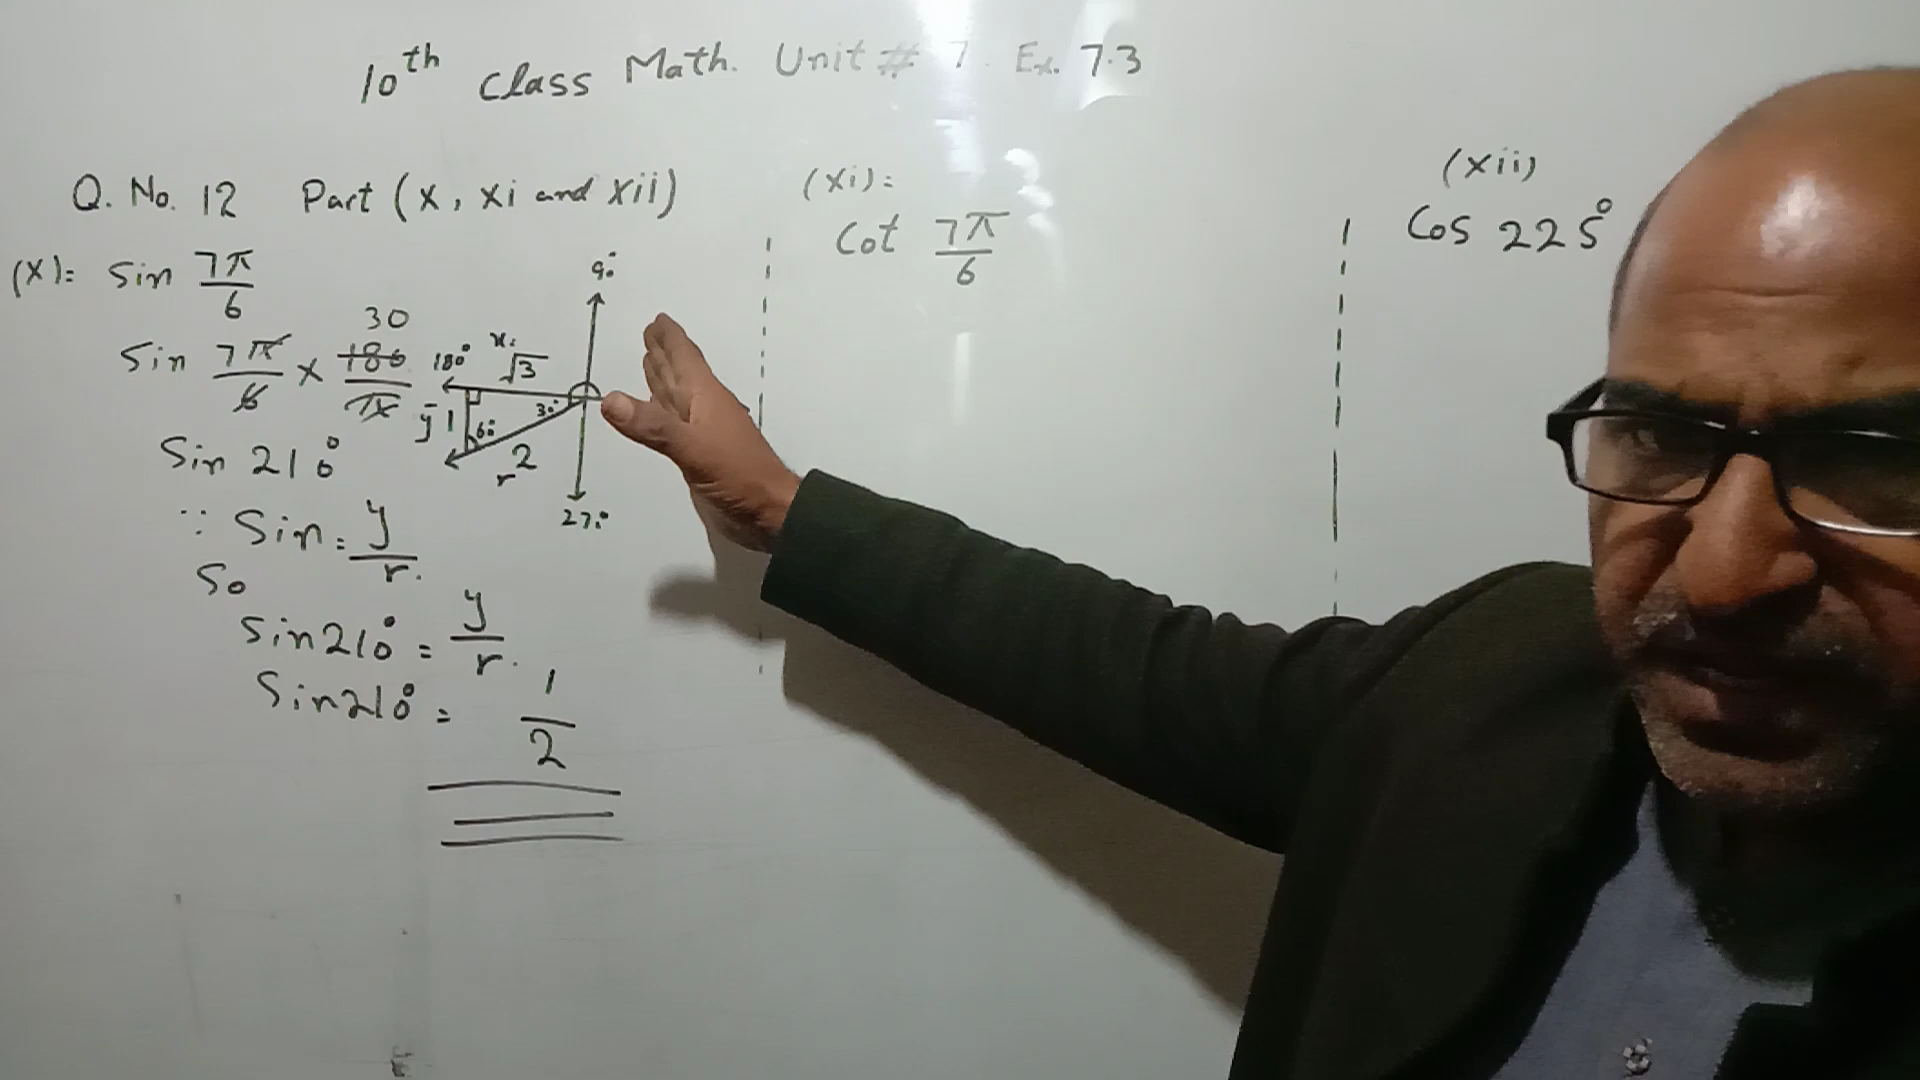 10th Class Math. Unit # 7. Ex. 7.3
Q. No. 12 Part (x, xi and xii)
(x): Sin 7π/6
Sin 7π/6 × 180/π
30
Sin 210°
∵ Sin = y/r.
So
Sin210° = y/r.
Sin210° = 1/2
90°
180°
x:
√3
30°
y 1
60°
2
r
270°
(xi):
Cot 7π/6
(xii)
Cos 225°